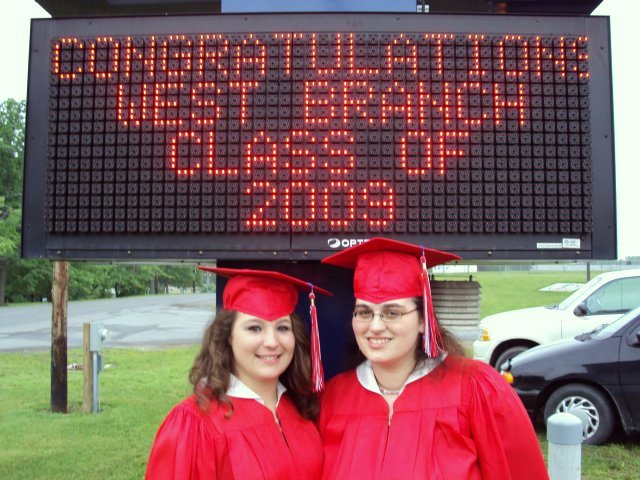 CONGRATULATIONS
WEST BRANCH
CLASS OF
2009